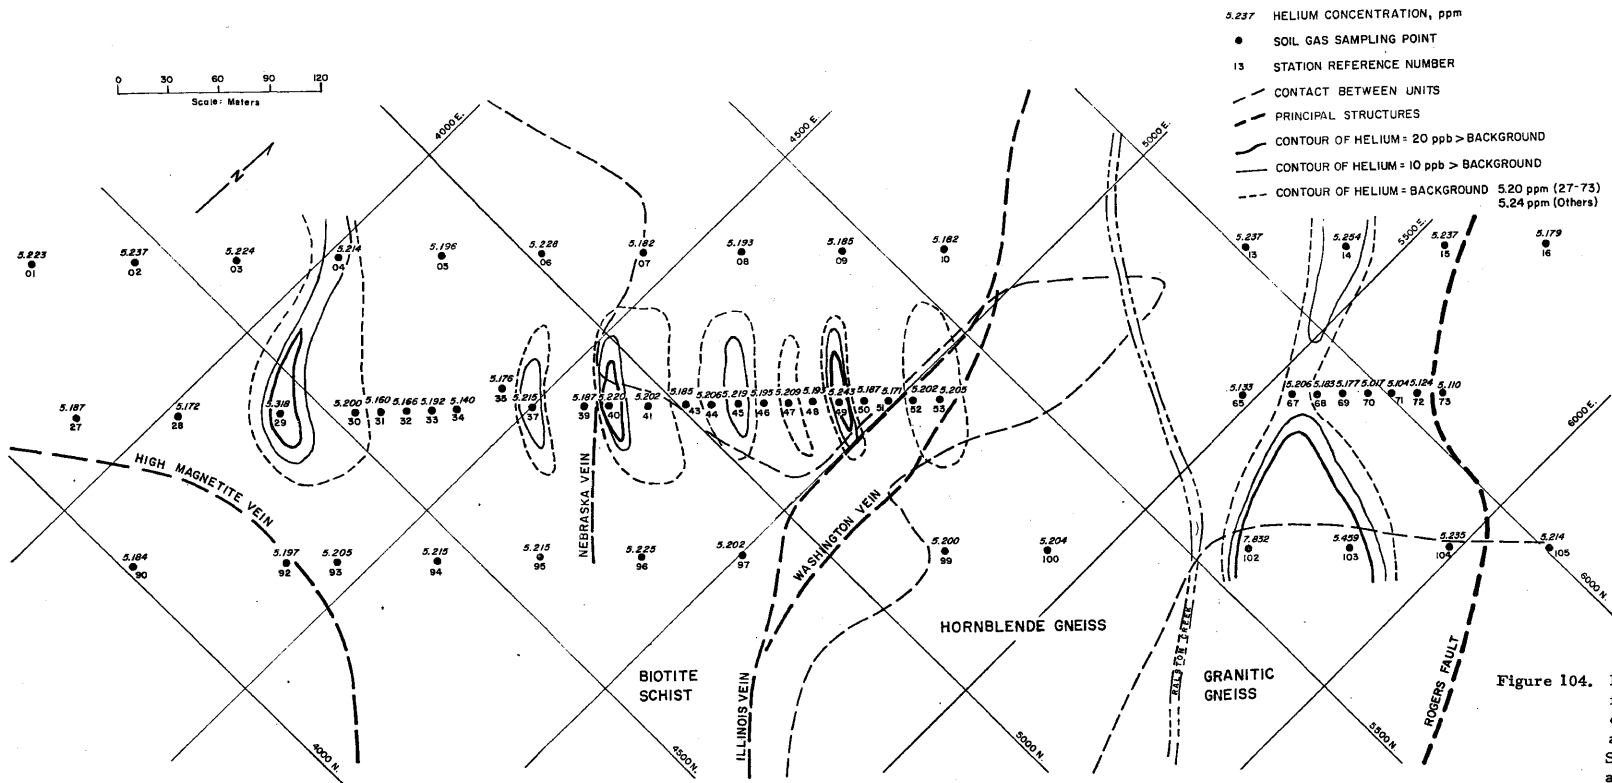 5.237 HELIUM CONCENTRATION, ppm
SOIL GAS SAMPLING POINT
13 STATION REFERENCE NUMBER
CONTACT BETWEEN UNITS
PRINCIPAL STRUCTURES
CONTOUR OF HELIUM = 20 ppb > BACKGROUND
CONTOUR OF HELIUM = 10 ppb > BACKGROUND
CONTOUR OF HELIUM = BACKGROUND 5.20 ppm (27-73)
5.24 ppm (Others)
0 30 60 90 120
Scale: Meters
N
4000 E.
4500 E.
5000 E.
5500 E.
6000 E.
5.223 5.237 5.224 5.214 5.196 5.228 5.182 5.193 5.185 5.182 5.237 5.254 5.237 5.179
01 02 03 04 05 06 07 08 09 10 13 14 15 16
5.187 5.172 5.318 5.200 5.160 5.166 5.192 5.140 5.176 5.215 5.187 5.220 5.202 5.185 5.206 5.219 5.195 5.209 5.193 5.243 5.187 5.171 5.202 5.205 5.133 5.206 5.183 5.177 5.017 5.104 5.124 5.110
27 28 29 30 31 32 33 34 35 37 39 40 41 43 44 45 46 47 48 49 50 51 52 53 65 67 68 69 70 71 72 73
HIGH MAGNETITE VEIN
NEBRASKA VEIN
WASHINGTON VEIN
5.184 5.197 5.205 5.215 5.215 5.225 5.202 5.200 5.204 7.832 5.459 5.235 5.214
90 92 93 94 95 96 97 99 100 102 103 104 105
6000 N.
HORNBLENDE GNEISS
BIOTITE
SCHIST
GRANITIC
GNEISS
RALSTON CREEK
ILLINOIS VEIN
ROGERS FAULT
Figure 104.
4000 N.
4500 N.
5000 N.
5500 N.